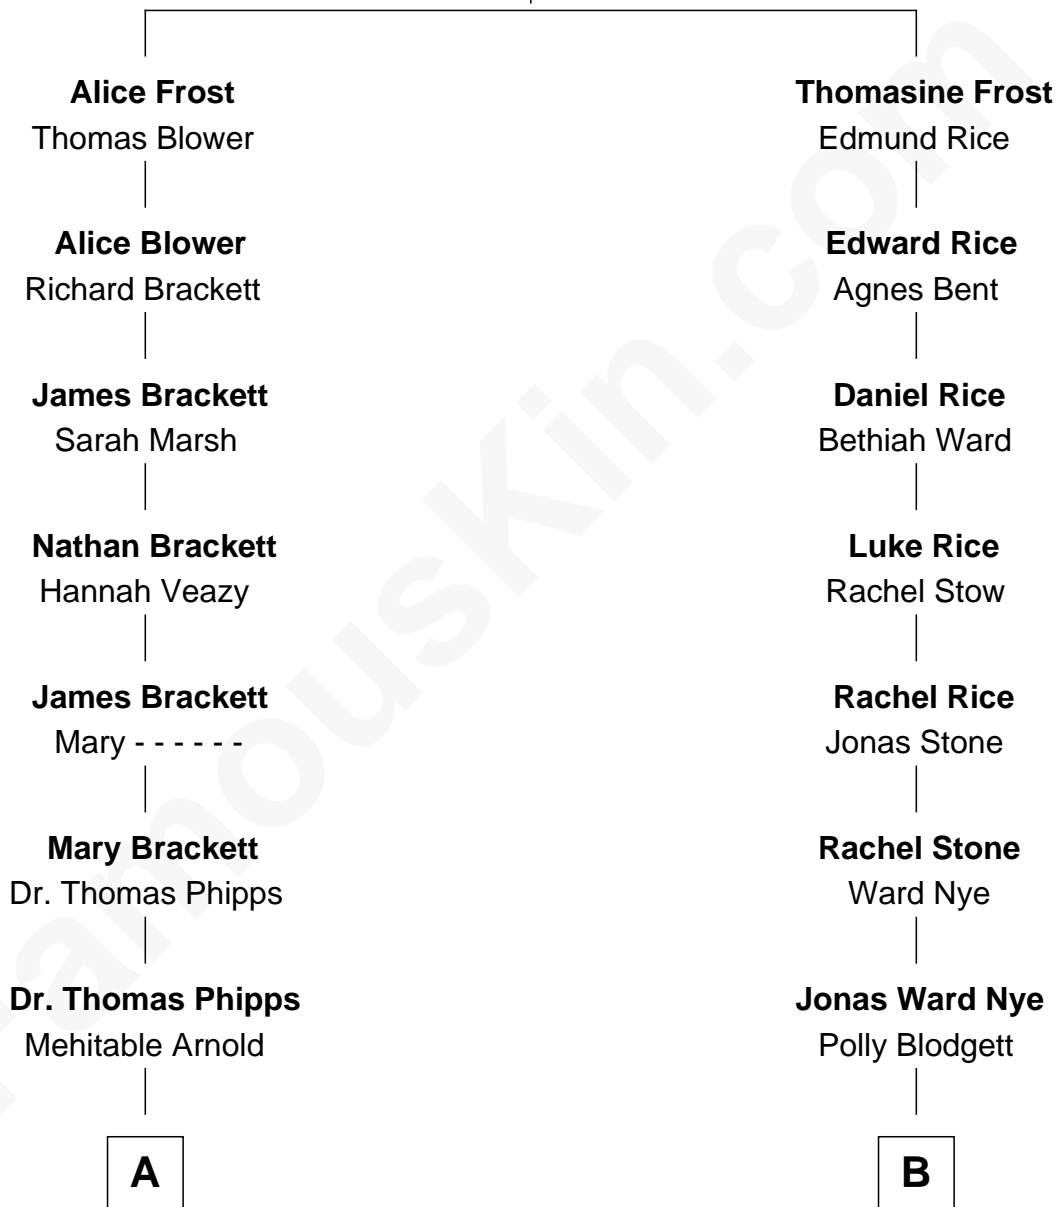 Alice Frost
Thomas Blower
Alice Blower
Richard Brackett
James Brackett
Sarah Marsh
Nathan Brackett
Hannah Veazy
James Brackett
Mary - - - - - -
Mary Brackett
Dr. Thomas Phipps
Dr. Thomas Phipps
Mehitable Arnold
A
Thomasine Frost
Edmund Rice
Edward Rice
Agnes Bent
Daniel Rice
Bethiah Ward
Luke Rice
Rachel Stow
Rachel Rice
Jonas Stone
Rachel Stone
Ward Nye
Jonas Ward Nye
Polly Blodgett
B
FamousKin.com